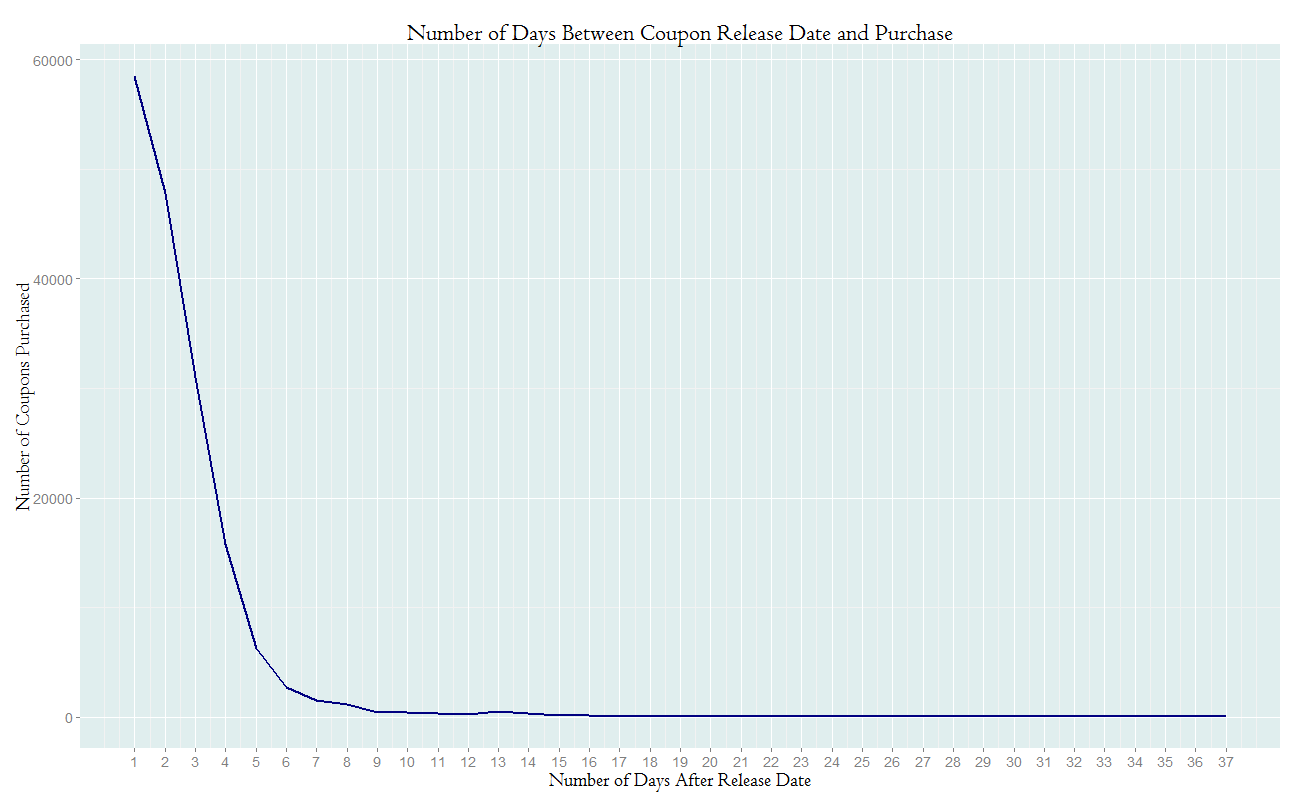 Number of Days Between Coupon Release Date and Purchase
Number of Coupons Purchased
60000
40000
20000
0
1 2 3 4 5 6 7 8 9 10 11 12 13 14 15 16 17 18 19 20 21 22 23 24 25 26 27 28 29 30 31 32 33 34 35 36 37
Number of Days After Release Date